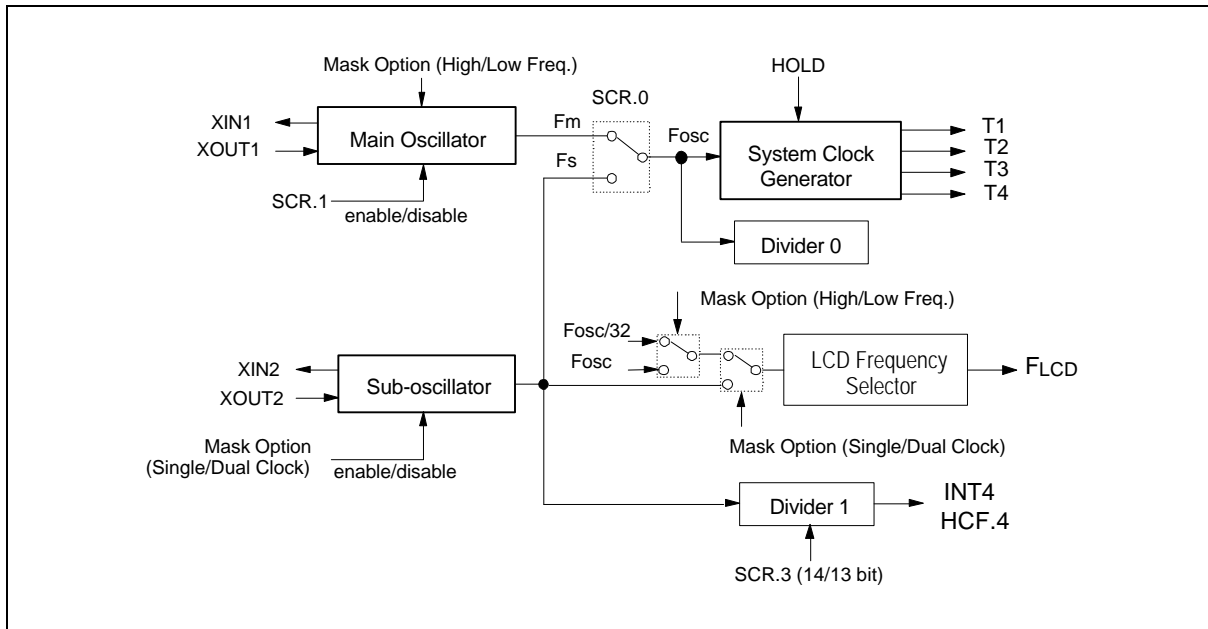 Mask Option (High/Low Freq.)
HOLD
SCR.0
XIN1
XOUT1
Main Oscillator
Fm
Fosc
System Clock
Generator
T1
T2
T3
T4
Fs
SCR.1
enable/disable
Divider 0
Mask Option (High/Low Freq.)
Fosc/32
Fosc
XIN2
XOUT2
Sub-oscillator
LCD Frequency
Selector
FLCD
Mask Option
(Single/Dual Clock)
enable/disable
Mask Option (Single/Dual Clock)
Divider 1
INT4
HCF.4
SCR.3 (14/13 bit)